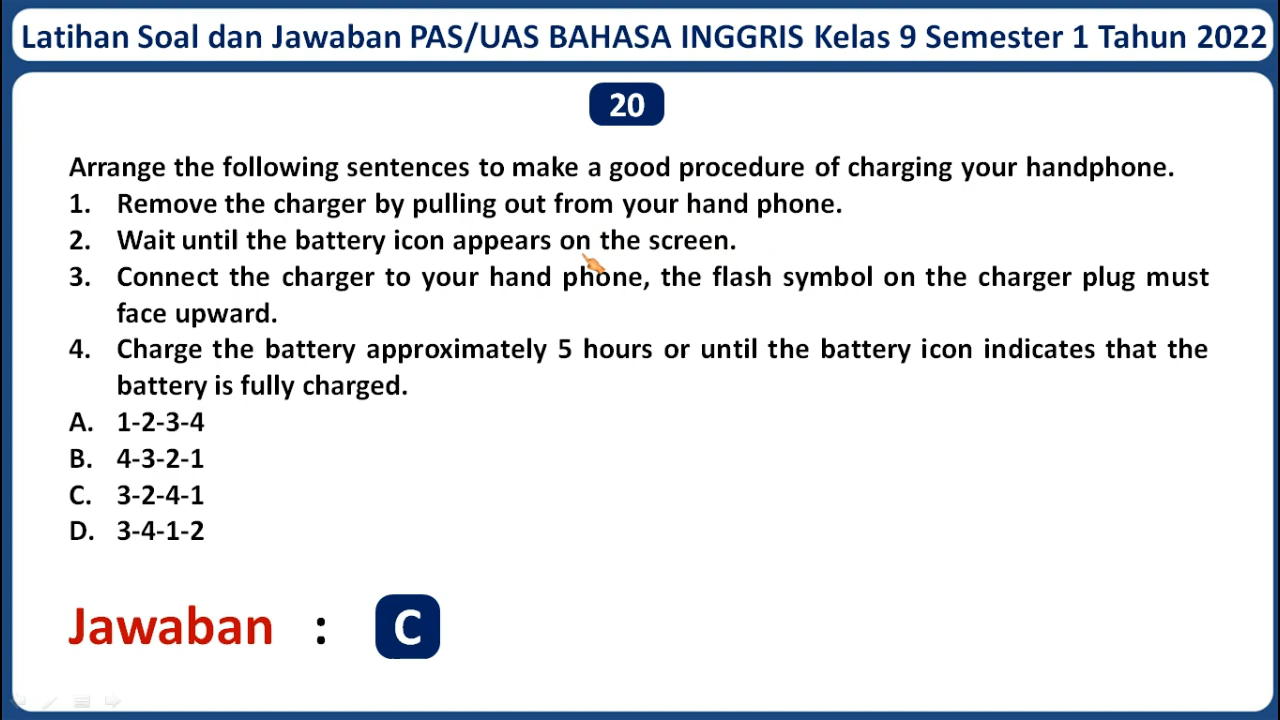 Latihan Soal dan Jawaban PAS/UAS BAHASA INGGRIS Kelas 9 Semester 1 Tahun 2022
20
Arrange the following sentences to make a good procedure of charging your handphone.
1. Remove the charger by pulling out from your hand phone.
2. Wait until the battery icon appears on the screen.
3. Connect the charger to your hand phone, the flash symbol on the charger plug must
face upward.
4. Charge the battery approximately 5 hours or until the battery icon indicates that the
battery is fully charged.
A. 1-2-3-4
B. 4-3-2-1
C. 3-2-4-1
D. 3-4-1-2
Jawaban : C